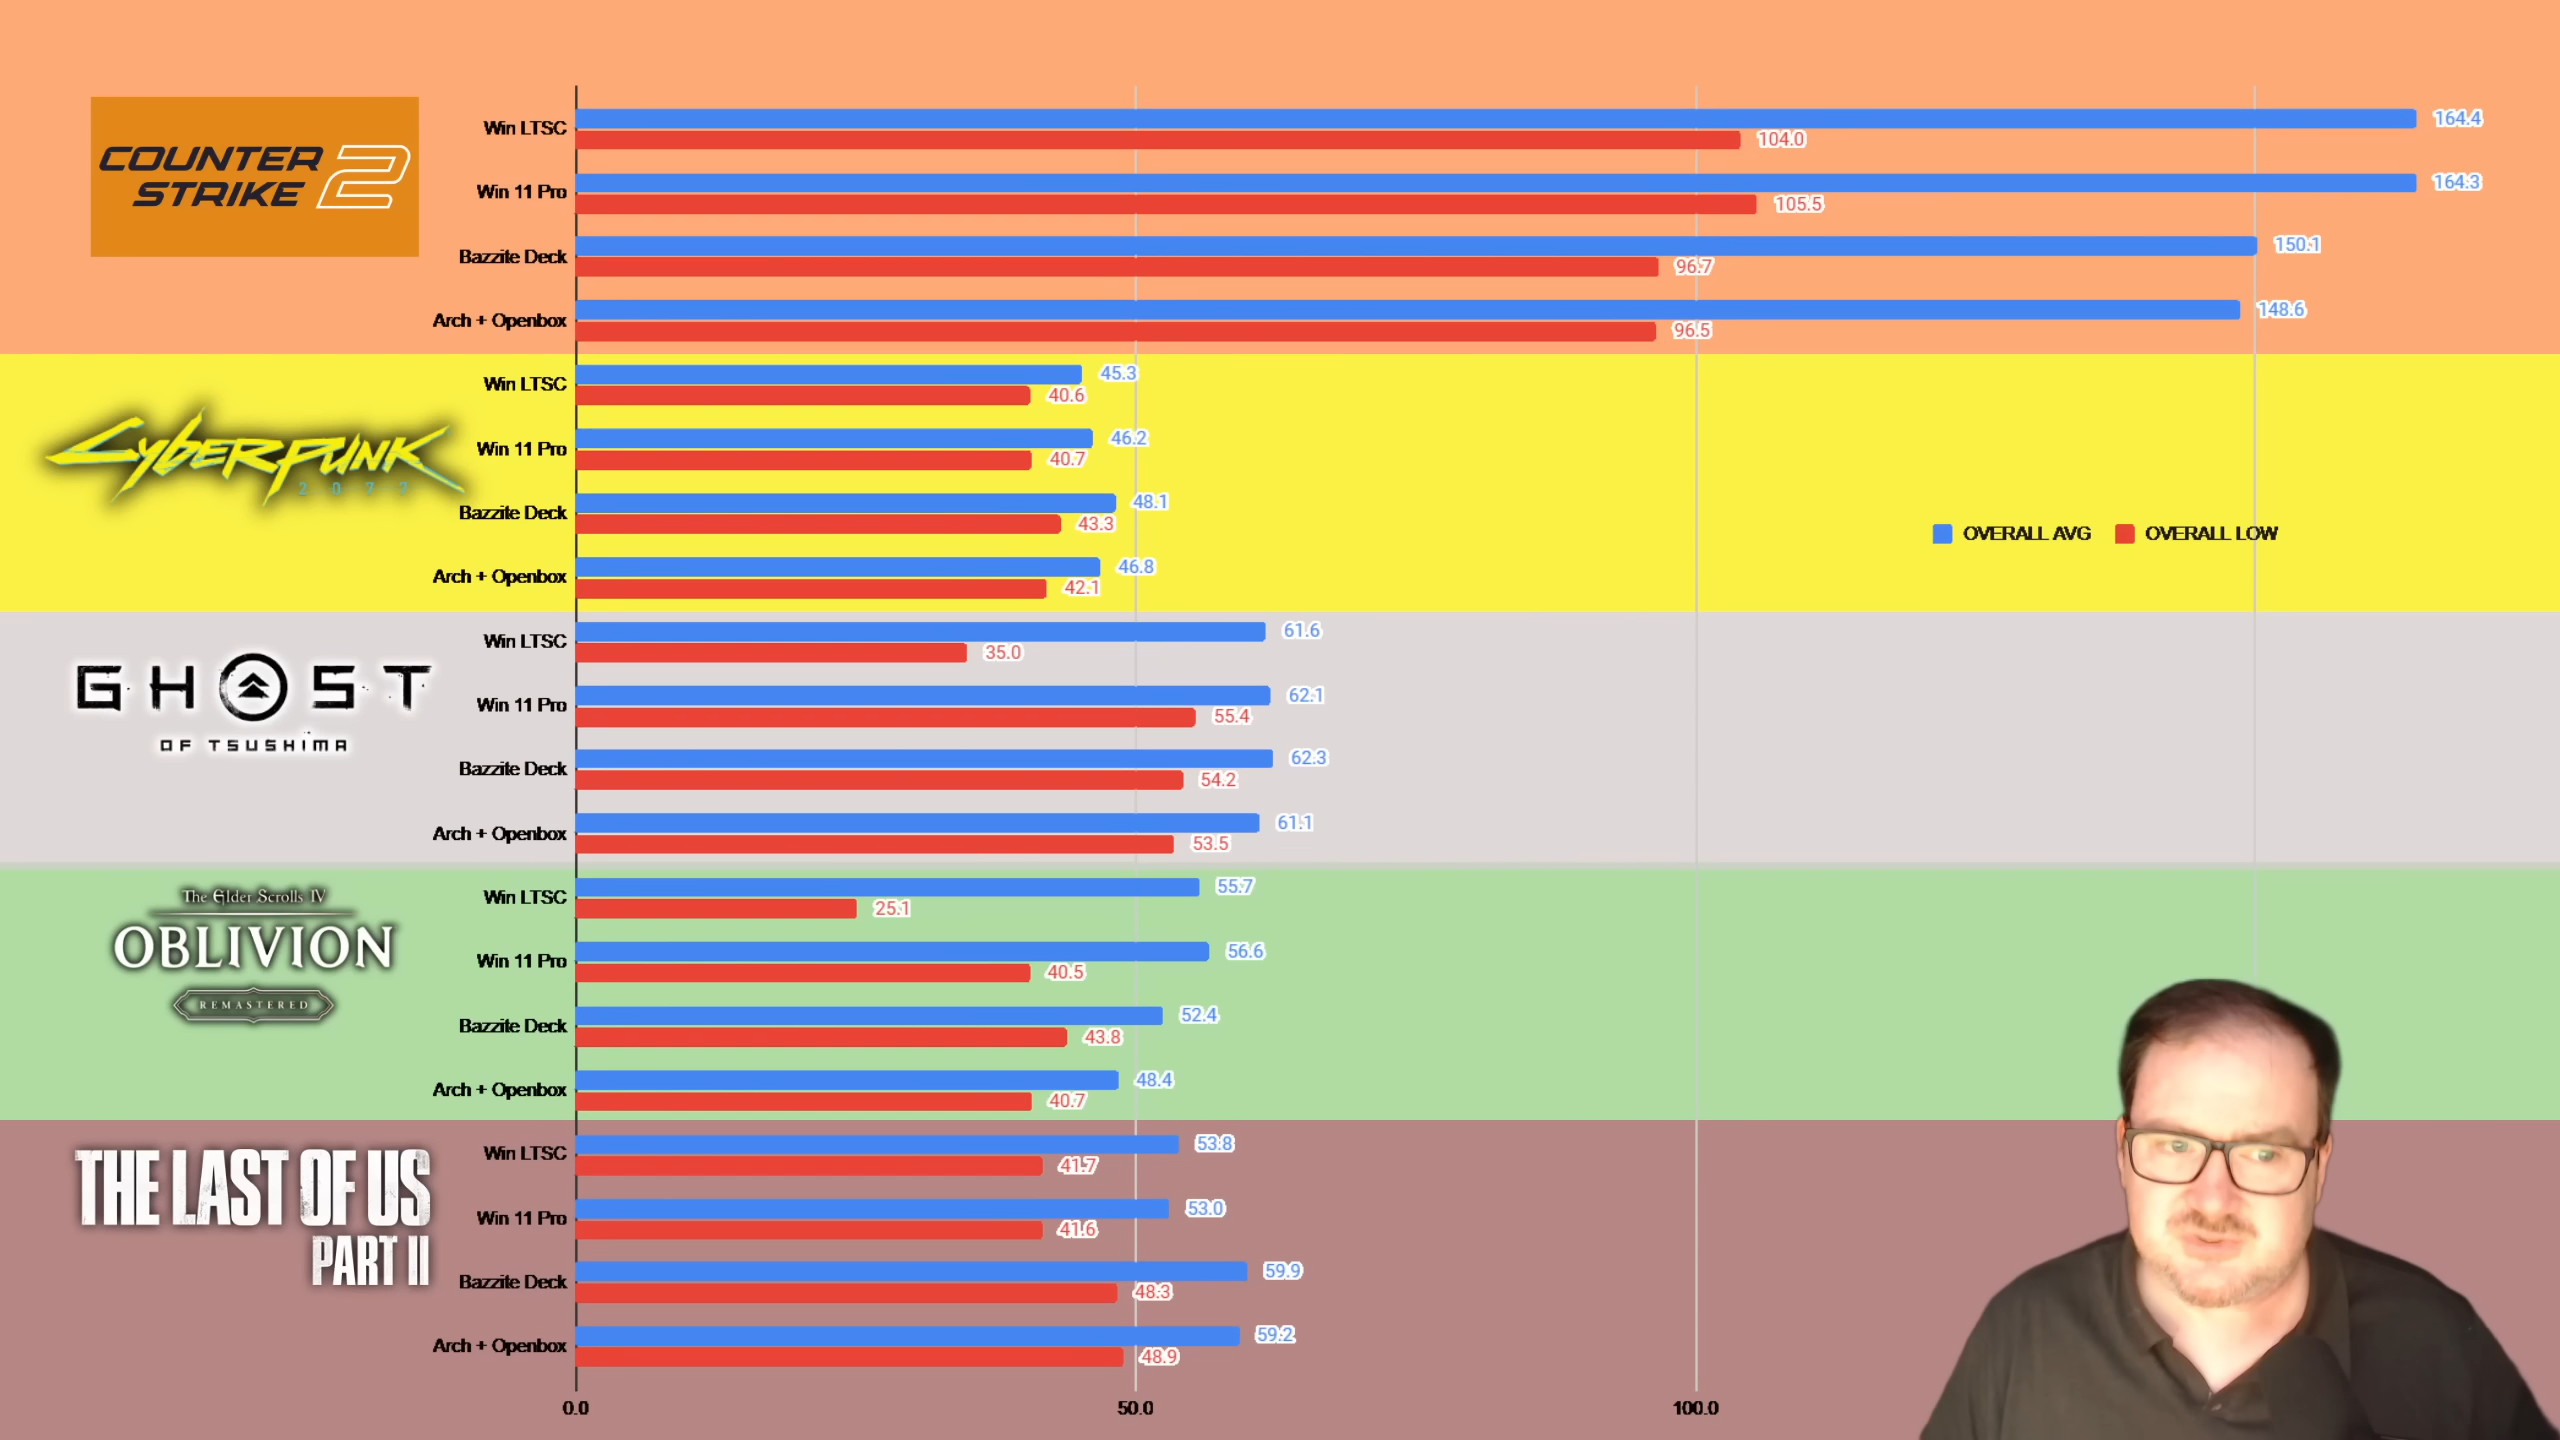 COUNTER
STRIKE 2
Win LTSC
164.4
104.0
Win 11 Pro
164.3
105.5
Bazzite Deck
150.1
96.7
Arch + Openbox
148.6
96.5
CYBERPUNK
2077
Win LTSC
45.3
40.6
Win 11 Pro
46.2
40.7
Bazzite Deck
48.1
43.3
Arch + Openbox
46.8
42.1
OVERALL AVG OVERALL LOW
GHOST
OF TSUSHIMA
Win LTSC
61.6
35.0
Win 11 Pro
62.1
55.4
Bazzite Deck
62.3
54.2
Arch + Openbox
61.1
53.5
The Elder Scrolls IV
OBLIVION
REMASTERED
Win LTSC
55.7
25.1
Win 11 Pro
56.6
40.5
Bazzite Deck
52.4
43.8
Arch + Openbox
48.4
40.7
THE LAST OF US
PART II
Win LTSC
53.8
41.7
Win 11 Pro
53.0
41.6
Bazzite Deck
59.9
48.3
Arch + Openbox
59.2
48.9
0.0 50.0 100.0